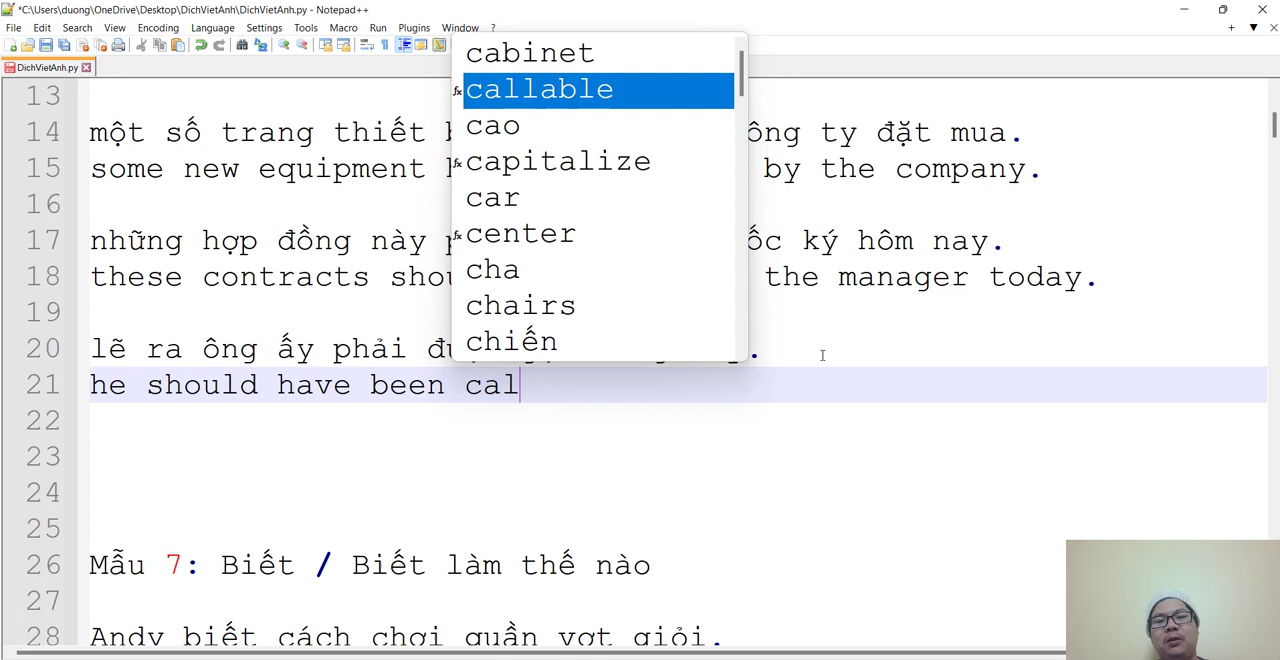 *C:\Users\duong\OneDrive\Desktop\DichVietAnh\DichVietAnh.py - Notepad++
File Edit Search View Encoding Language Settings Tools Macro Run Plugins Window ?
DichVietAnh.py
cabinet
callable
cao
capitalize
car
center
cha
chairs
chiến
13
14 một số trang thiết ông ty đặt mua.
15 some new equipment by the company.
16
17 những hợp đồng này ký hôm nay.
18 these contracts the manager today.
19
20 lẽ ra ông ấy phải
21 he should have been cal
22
23
24
25
26 Mẫu 7: Biết / Biết làm thế nào
27
28 Andy biết cách chơi quần vợt giỏi.